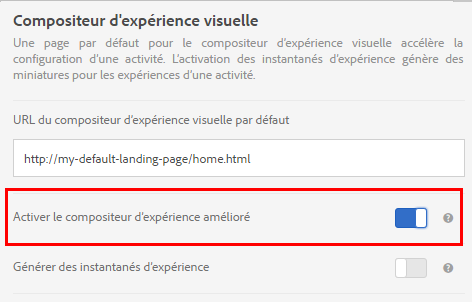 Compositeur d'expérience visuelle
Une page par défaut pour le compositeur d'expérience visuelle accélère la
configuration d'une activité. L'activation des instantanés d'expérience génère des
miniatures pour les expériences d'une activité.
URL du compositeur d'expérience visuelle par défaut
http://my-default-landing-page/home.html
Activer le compositeur d'expérience amélioré
?
Générer des instantanés d'expérience
?